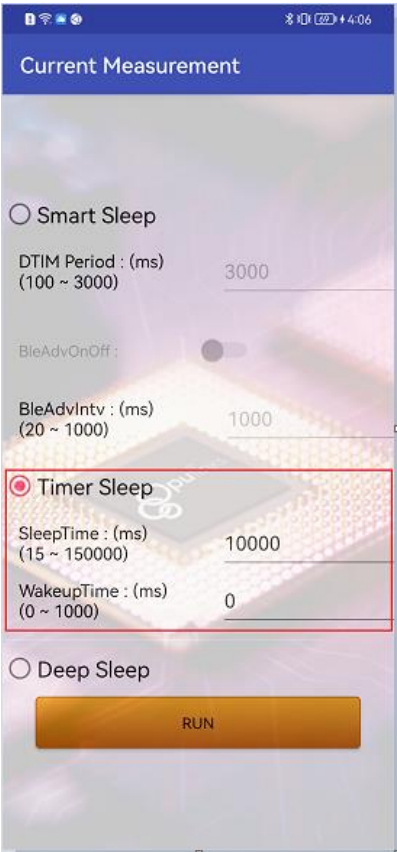 69 4:06
Current Measurement
Smart Sleep
DTIM Period : (ms)
(100 ~ 3000)
3000
BleAdvOnOff :
BleAdvIntv : (ms)
(20 ~ 1000)
1000
Timer Sleep
SleepTime : (ms)
(15 ~ 150000)
10000
WakeupTime : (ms)
(0 ~ 1000)
0
Deep Sleep
RUN